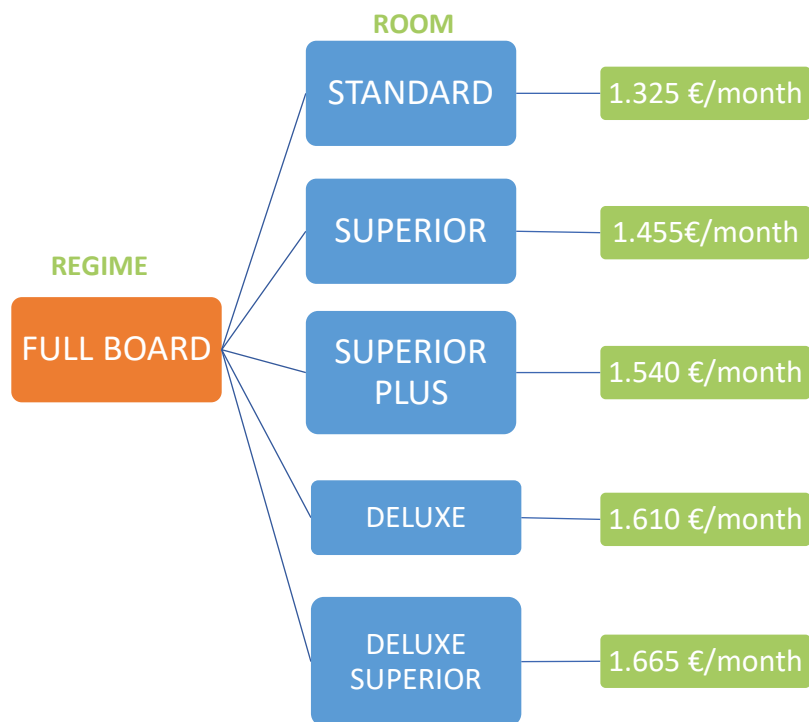 ROOM
STANDARD
1.325 €/month
SUPERIOR
1.455€/month
REGIME
FULL BOARD
SUPERIOR
PLUS
1.540 €/month
DELUXE
1.610 €/month
DELUXE
SUPERIOR
1.665 €/month